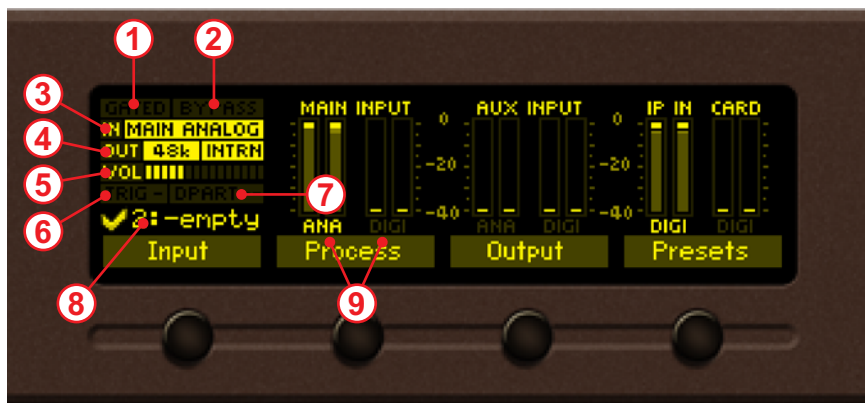 1 2
GATED BYPASS MAIN INPUT AUX INPUT IP IN CARD
3 IN MAIN ANALOG 0 0
4 OUT 48k INTRN
5 VOL -20 -20
6 TRIG - DPART 7
-40 -40
✓2:-empty ANA DIGI ANA DIGI DIGI DIGI
Input Process Output Presets
8 9